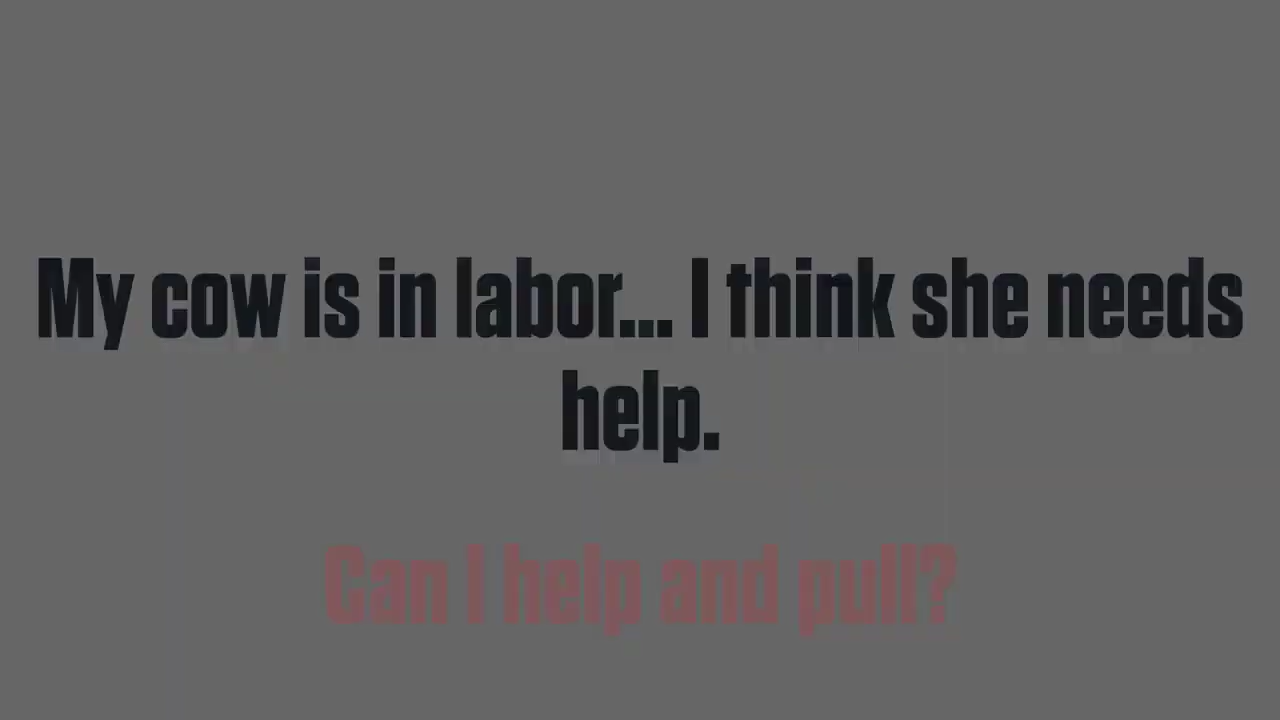 My cow is in labor... I think she needs
help.
Can I help and pull?